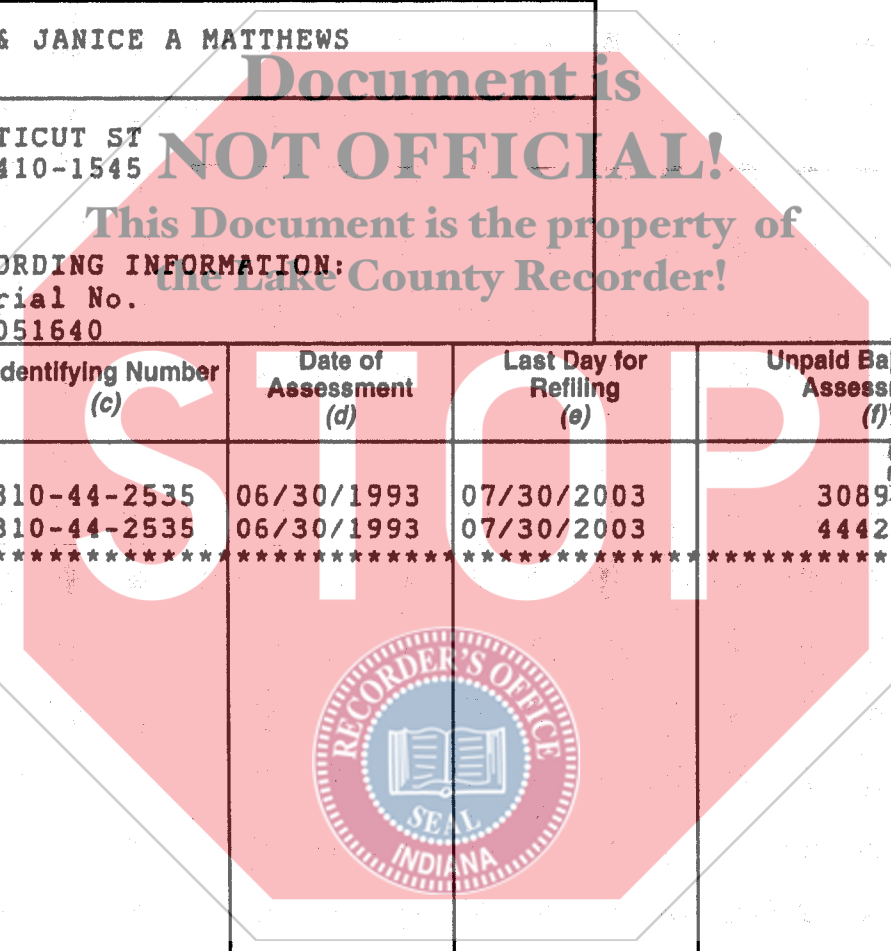 & JANICE A MATTHEWS
Document is
TICUT ST
NOT OFFICIAL!
410-1545
This Document is the property of
ORDING INFORMATION:
the Lake County Recorder!
rial No.
051640
dentifying Number (c)
Date of Assessment (d)
Last Day for Refiling (e)
Unpaid Ba Assess (f)
310-44-2535 06/30/1993 07/30/2003 3089
310-44-2535 06/30/1993 07/30/2003 4442
STOP
RECORDER'S OFFICE
SEAL
INDIANA